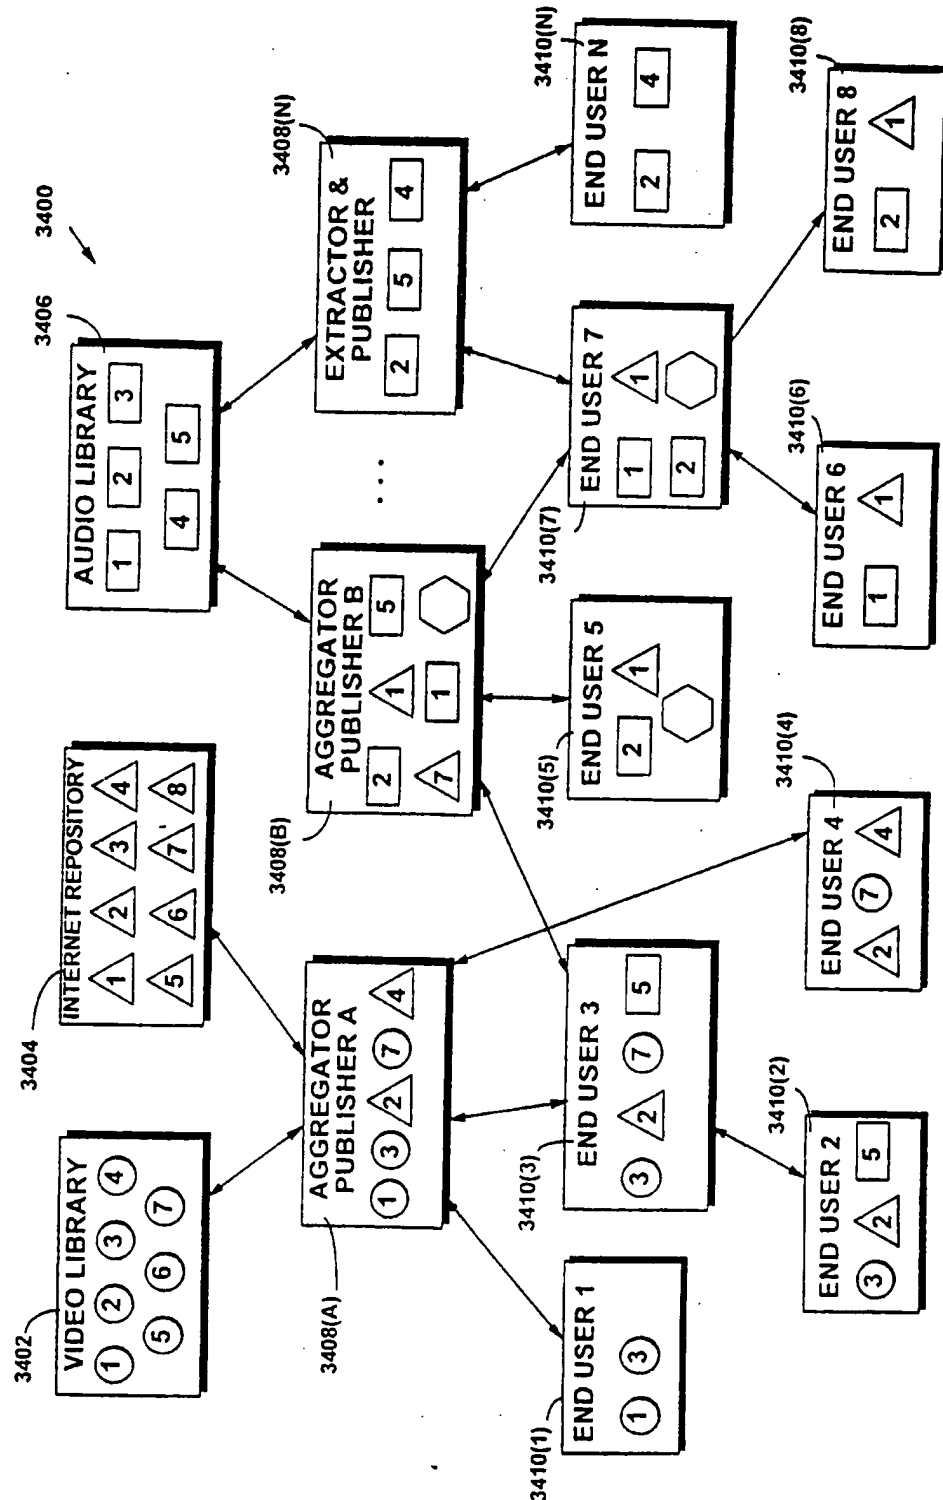 3400
3402
VIDEO LIBRARY
1 2 3 4
5 6 7
3404
INTERNET REPOSITORY
1 2 3 4
5 6 7 8
3406
AUDIO LIBRARY
1 2 3
4 5
3408(A)
AGGREGATOR
PUBLISHER A
1 3 2 7 4
3408(B)
AGGREGATOR
PUBLISHER B
2 1 5
7 1
...
3408(N)
EXTRACTOR &
PUBLISHER
2 5 4
3410(1)
END USER 1
1 3
3410(3)
END USER 3
3 2 7 5
3410(5)
END USER 5
2 1
3410(7)
END USER 7
1 1
2
3410(N)
END USER N
2 4
3410(2)
END USER 2
3 2 5
3410(4)
END USER 4
2 7 4
3410(6)
END USER 6
1 1
3410(8)
END USER 8
2 1